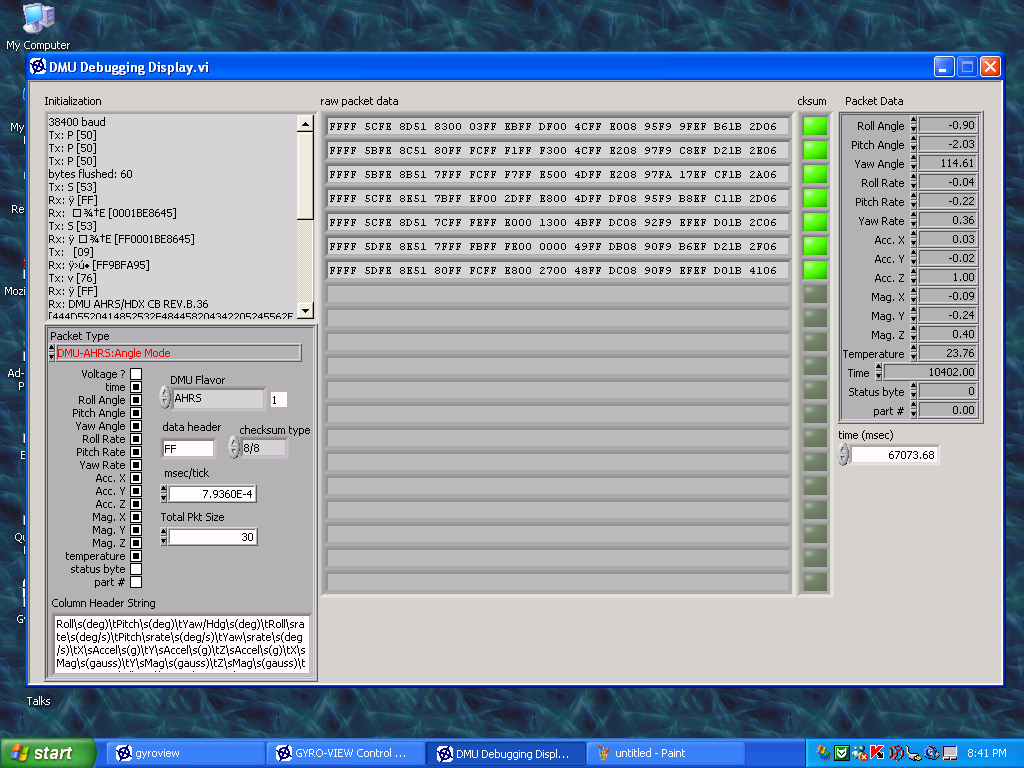 My Computer
DMU Debugging Display.vi
Initialization
38400 baud
Tx: P [50]
Tx: P [50]
Tx: P [50]
bytes flushed: 60
Tx: S [53]
Rx: ÿ [FF]
Rx: □¾†E [0001BE8645]
Tx: S [53]
Rx: ÿ □¾†E [FF0001BE8645]
Tx: [09]
Rx: ÿ›ú• [FF9BFA95]
Tx: v [76]
Rx: ÿ [FF]
Rx: DMU AHRS/HDX CB REV.B.36
[444D5520414852532F48445820434220524 5562E
raw packet data
cksum
FFFF 5CFE 8D51 8300 03FF EBFF DF00 4CFF E008 95F9 9FEF B61B 2D06
FFFF 5BFE 8C51 80FF FCFF F1FF F300 4CFF E208 97F9 C8EF D21B 2E06
FFFF 5BFE 8B51 7FFF FCFF F7FF E500 4DFF E208 97FA 17EF CF1B 2A06
FFFF 5CFE 8E51 7BFF EF00 2DFF E800 4DFF DF08 95F9 B8EF C11B 2D06
FFFF 5CFE 8D51 7CFF FEFF E000 1300 4BFF DC08 92F9 EFEF D01B 2C06
FFFF 5DFE 8E51 7FFF FBFF FE00 0000 49FF DB08 90F9 B6EF D21B 2F06
FFFF 5DFE 8E51 80FF FCFF E800 2700 48FF DC08 90F9 EFEF D01B 4106
Packet Data
Roll Angle -0.90
Pitch Angle -2.03
Yaw Angle 114.61
Roll Rate -0.04
Pitch Rate -0.22
Yaw Rate 0.36
Acc. X 0.03
Acc. Y -0.02
Acc. Z 1.00
Mag. X -0.09
Mag. Y -0.24
Mag. Z 0.40
Temperature 23.76
Time 10402.00
Status byte 0
part # 0.00
time (msec)
67073.68
Packet Type
DMU-AHRS:Angle Mode
Voltage ?
time
Roll Angle
Pitch Angle
Yaw Angle
Roll Rate
Pitch Rate
Yaw Rate
Acc. X
Acc. Y
Acc. Z
Mag. X
Mag. Y
Mag. Z
temperature
status byte
part #
DMU Flavor
AHRS 1
data header
FF
checksum type
8/8
msec/tick
7.9360E-4
Total Pkt Size
30
Column Header String
Roll\s(deg)\tPitch\s(deg)\tYaw/Hdg\s(deg)\tRoll\sra
te\s(deg/s)\tPitch\srate\s(deg/s)\tYaw\srate\s(deg
/s)\tX\sAccel\s(g)\tY\sAccel\s(g)\tZ\sAccel\s(g)\tX\s
Mag\s(gauss)\tY\sMag\s(gauss)\tZ\sMag\s(gauss)\t
My
Re
Mozi
Ad-
P
Talks
start
gyroview
GYRO-VIEW Control ...
DMU Debugging Displ...
untitled - Paint
8:41 PM